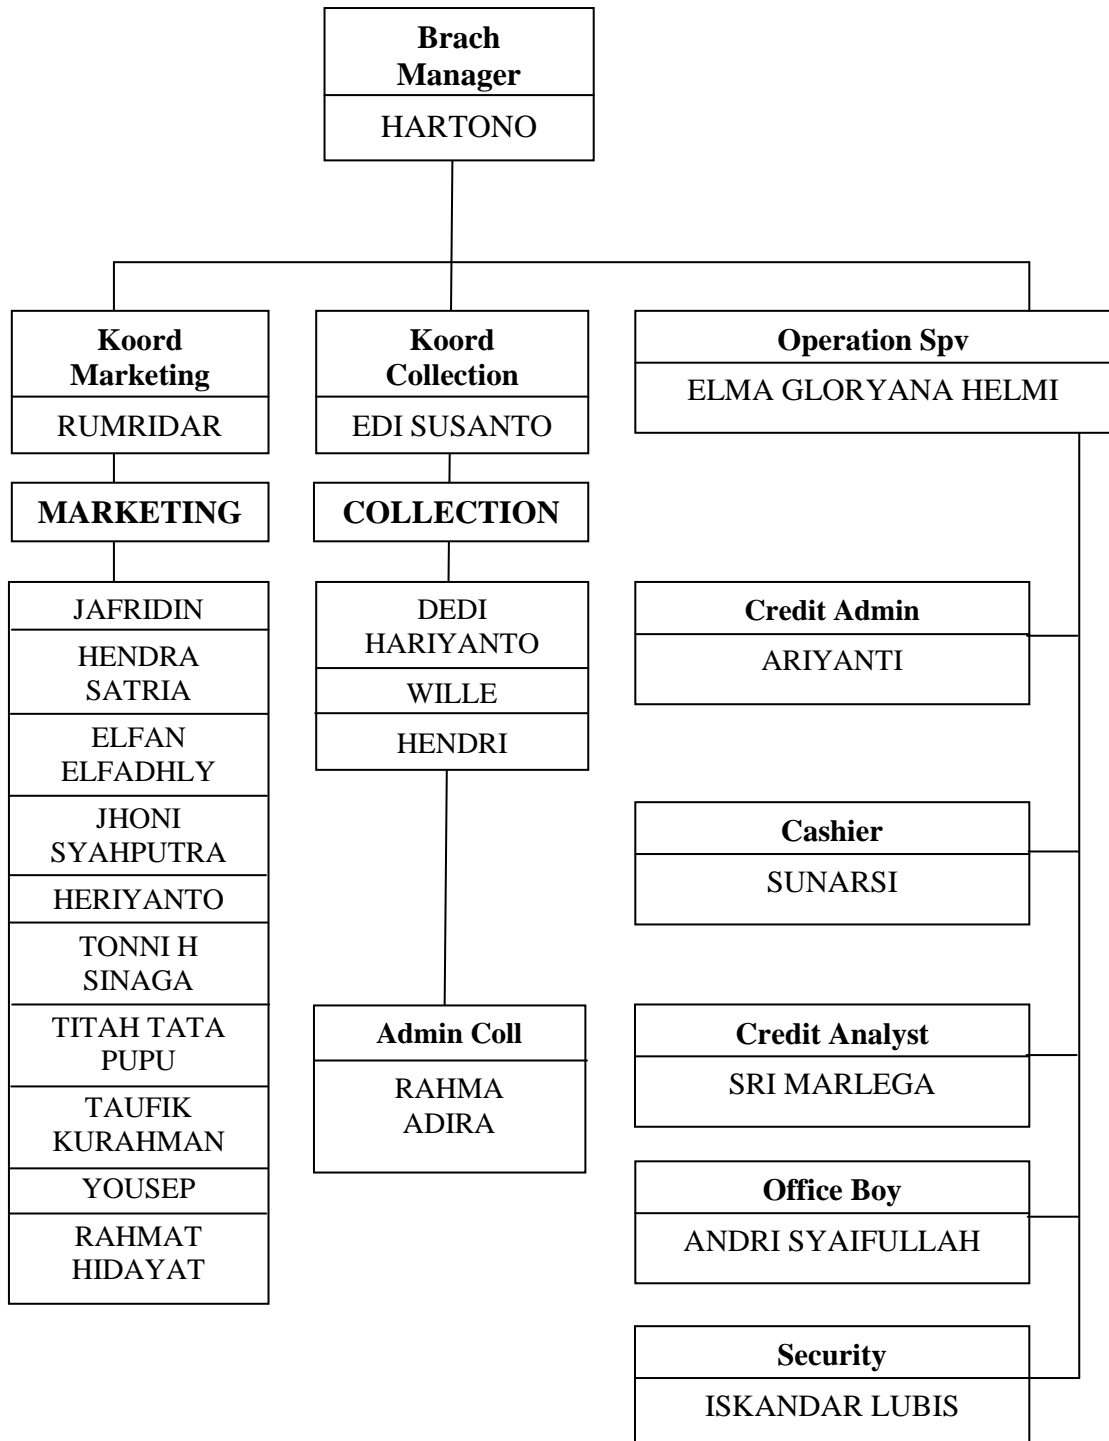 Brach
Manager
HARTONO
Koord
Marketing
RUMRIDAR
MARKETING
JAFRIDIN
HENDRA
SATRIA
ELFAN
ELFADHLY
JHONI
SYAHPUTRA
HERIYANTO
TONNI H
SINAGA
TITAH TATA
PUPU
TAUFIK
KURAHMAN
YOUSEP
RAHMAT
HIDAYAT
Koord
Collection
EDI SUSANTO
COLLECTION
DEDI
HARIYANTO
WILLE
HENDRI
Admin Coll
RAHMA
ADIRA
Operation Spv
ELMA GLORYANA HELMI
Credit Admin
ARIYANTI
Cashier
SUNARSI
Credit Analyst
SRI MARLEGA
Office Boy
ANDRI SYAIFULLAH
Security
ISKANDAR LUBIS